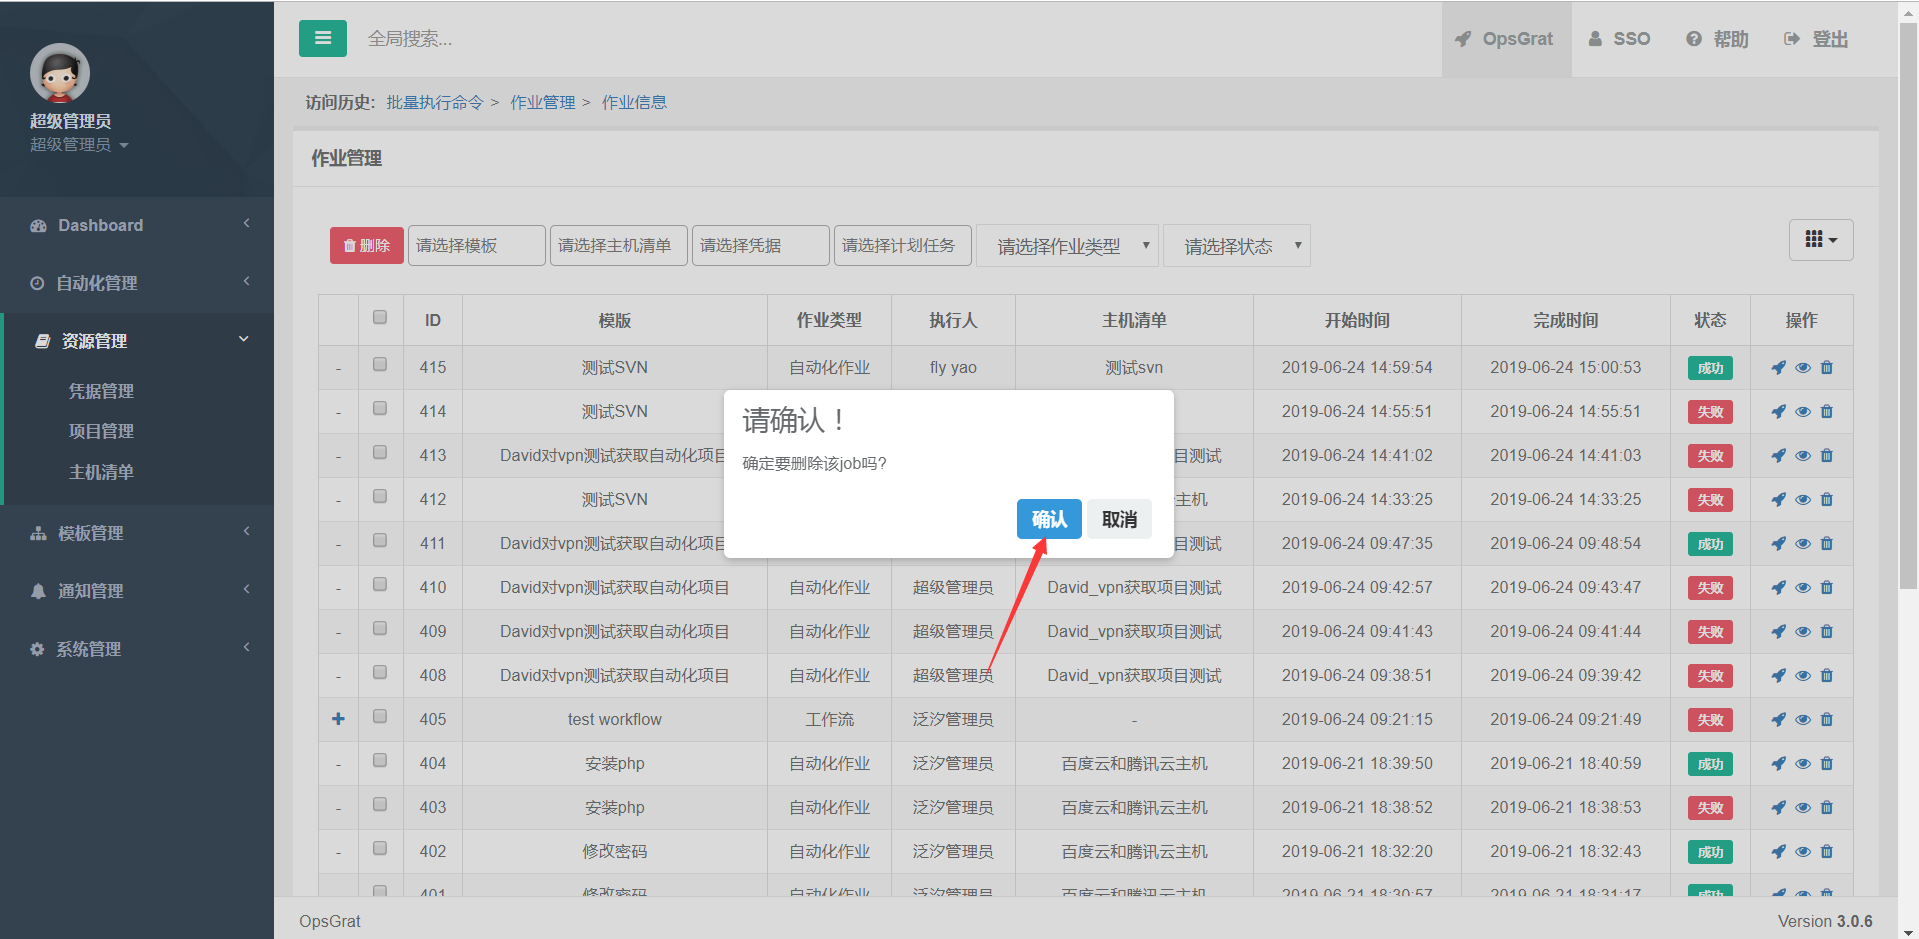 全局搜索...
OpsGrat
SSO
帮助
登出
超级管理员
超级管理员
访问历史: 批量执行命令 > 作业管理 > 作业信息
作业管理
Dashboard
自动化管理
资源管理
凭据管理
项目管理
主机清单
模板管理
通知管理
系统管理
删除 请选择模板 请选择主机清单 请选择凭据 请选择计划任务 请选择作业类型 请选择状态
ID 模版 作业类型 执行人 主机清单 开始时间 完成时间 状态 操作
- 415 测试SVN 自动化作业 fly yao 测试svn 2019-06-24 14:59:54 2019-06-24 15:00:53 成功
- 414 测试SVN 2019-06-24 14:55:51 2019-06-24 14:55:51 失败
- 413 David对vpn测试获取自动化项目 目测试 2019-06-24 14:41:02 2019-06-24 14:41:03 失败
- 412 测试SVN 主机 2019-06-24 14:33:25 2019-06-24 14:33:25 失败
- 411 David对vpn测试获取自动化项目 目测试 2019-06-24 09:47:35 2019-06-24 09:48:54 成功
- 410 David对vpn测试获取自动化项目 自动化作业 超级管理员 David_vpn获取项目测试 2019-06-24 09:42:57 2019-06-24 09:43:47 失败
- 409 David对vpn测试获取自动化项目 自动化作业 超级管理员 David_vpn获取项目测试 2019-06-24 09:41:43 2019-06-24 09:41:44 失败
- 408 David对vpn测试获取自动化项目 自动化作业 超级管理员 David_vpn获取项目测试 2019-06-24 09:38:51 2019-06-24 09:39:42 失败
405 test workflow 工作流 泛汐管理员 - 2019-06-24 09:21:15 2019-06-24 09:21:49 失败
- 404 安装php 自动化作业 泛汐管理员 百度云和腾讯云主机 2019-06-21 18:39:50 2019-06-21 18:40:59 成功
- 403 安装php 自动化作业 泛汐管理员 百度云和腾讯云主机 2019-06-21 18:38:52 2019-06-21 18:38:53 失败
- 402 修改密码 自动化作业 泛汐管理员 百度云和腾讯云主机 2019-06-21 18:32:20 2019-06-21 18:32:43 成功
401 修改密码 自动化作业 泛汐管理员 百度云和腾讯云主机 2019-06-21 18:30:57 2019-06-21 18:31:17 成功
请确认！
确定要删除该job吗?
确认 取消
OpsGrat
Version 3.0.6